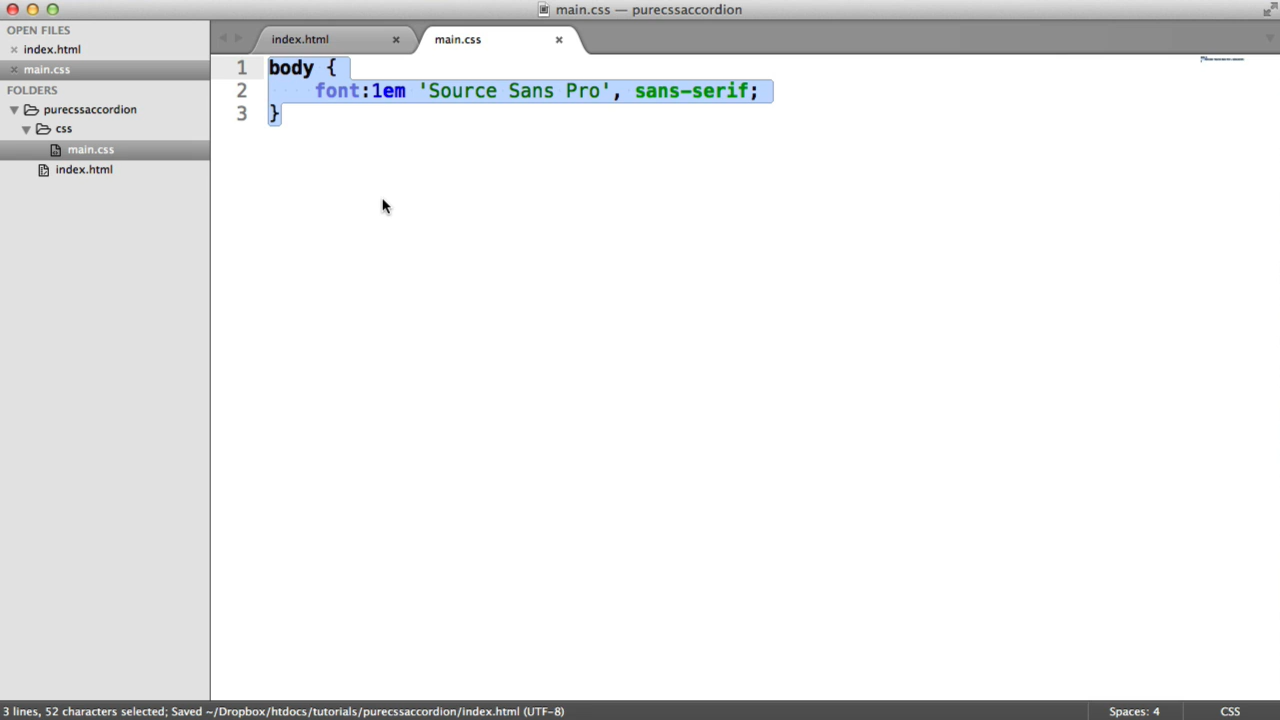 main.css — purecssaccordion
OPEN FILES
index.html
main.css
FOLDERS
purecssaccordion
css
main.css
index.html
index.html
main.css
1 body {
2 font:1em 'Source Sans Pro', sans-serif;
3 }
3 lines, 52 characters selected; Saved ~/Dropbox/htdocs/tutorials/purecssaccordion/index.html (UTF-8)
Spaces: 4
CSS